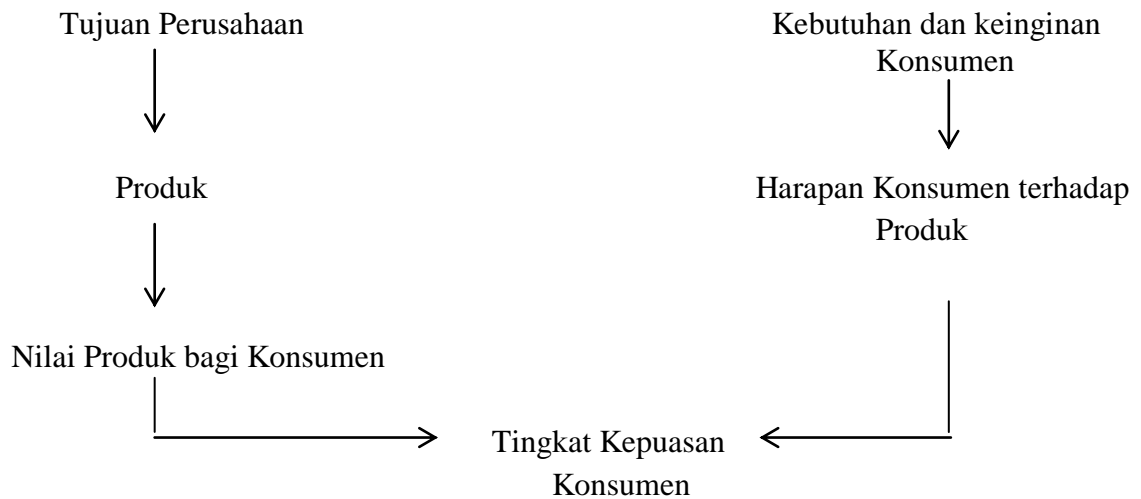 Tujuan Perusahaan
Kebutuhan dan keinginan
Konsumen
Produk
Harapan Konsumen terhadap
Produk
Nilai Produk bagi Konsumen
Tingkat Kepuasan
Konsumen